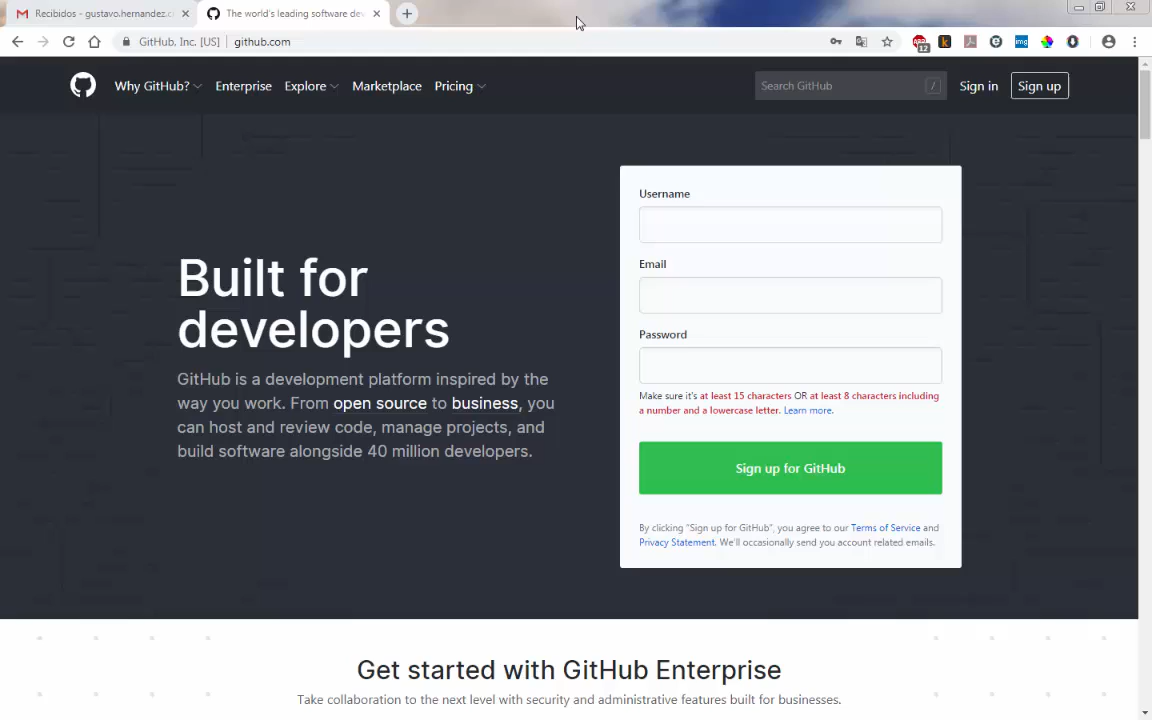 Recibidos - gustavo.hernandez.c
The world's leading software dev
GitHub, Inc. [US] github.com
12
k
img
Why GitHub? Enterprise Explore Marketplace Pricing Search GitHub / Sign in Sign up
Username
Email
Built for
developers
Password
GitHub is a development platform inspired by the
way you work. From open source to business, you
can host and review code, manage projects, and
build software alongside 40 million developers.
Make sure it's at least 15 characters OR at least 8 characters including
a number and a lowercase letter. Learn more.
Sign up for GitHub
By clicking "Sign up for GitHub", you agree to our Terms of Service and
Privacy Statement. We'll occasionally send you account related emails.
Get started with GitHub Enterprise
Take collaboration to the next level with security and administrative features built for businesses.